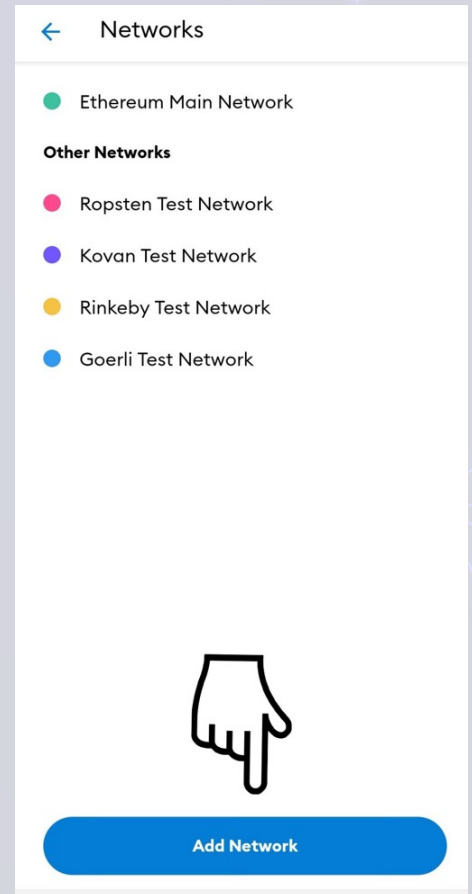 Networks
Ethereum Main Network
Other Networks
Ropsten Test Network
Kovan Test Network
Rinkeby Test Network
Goerli Test Network
Add Network